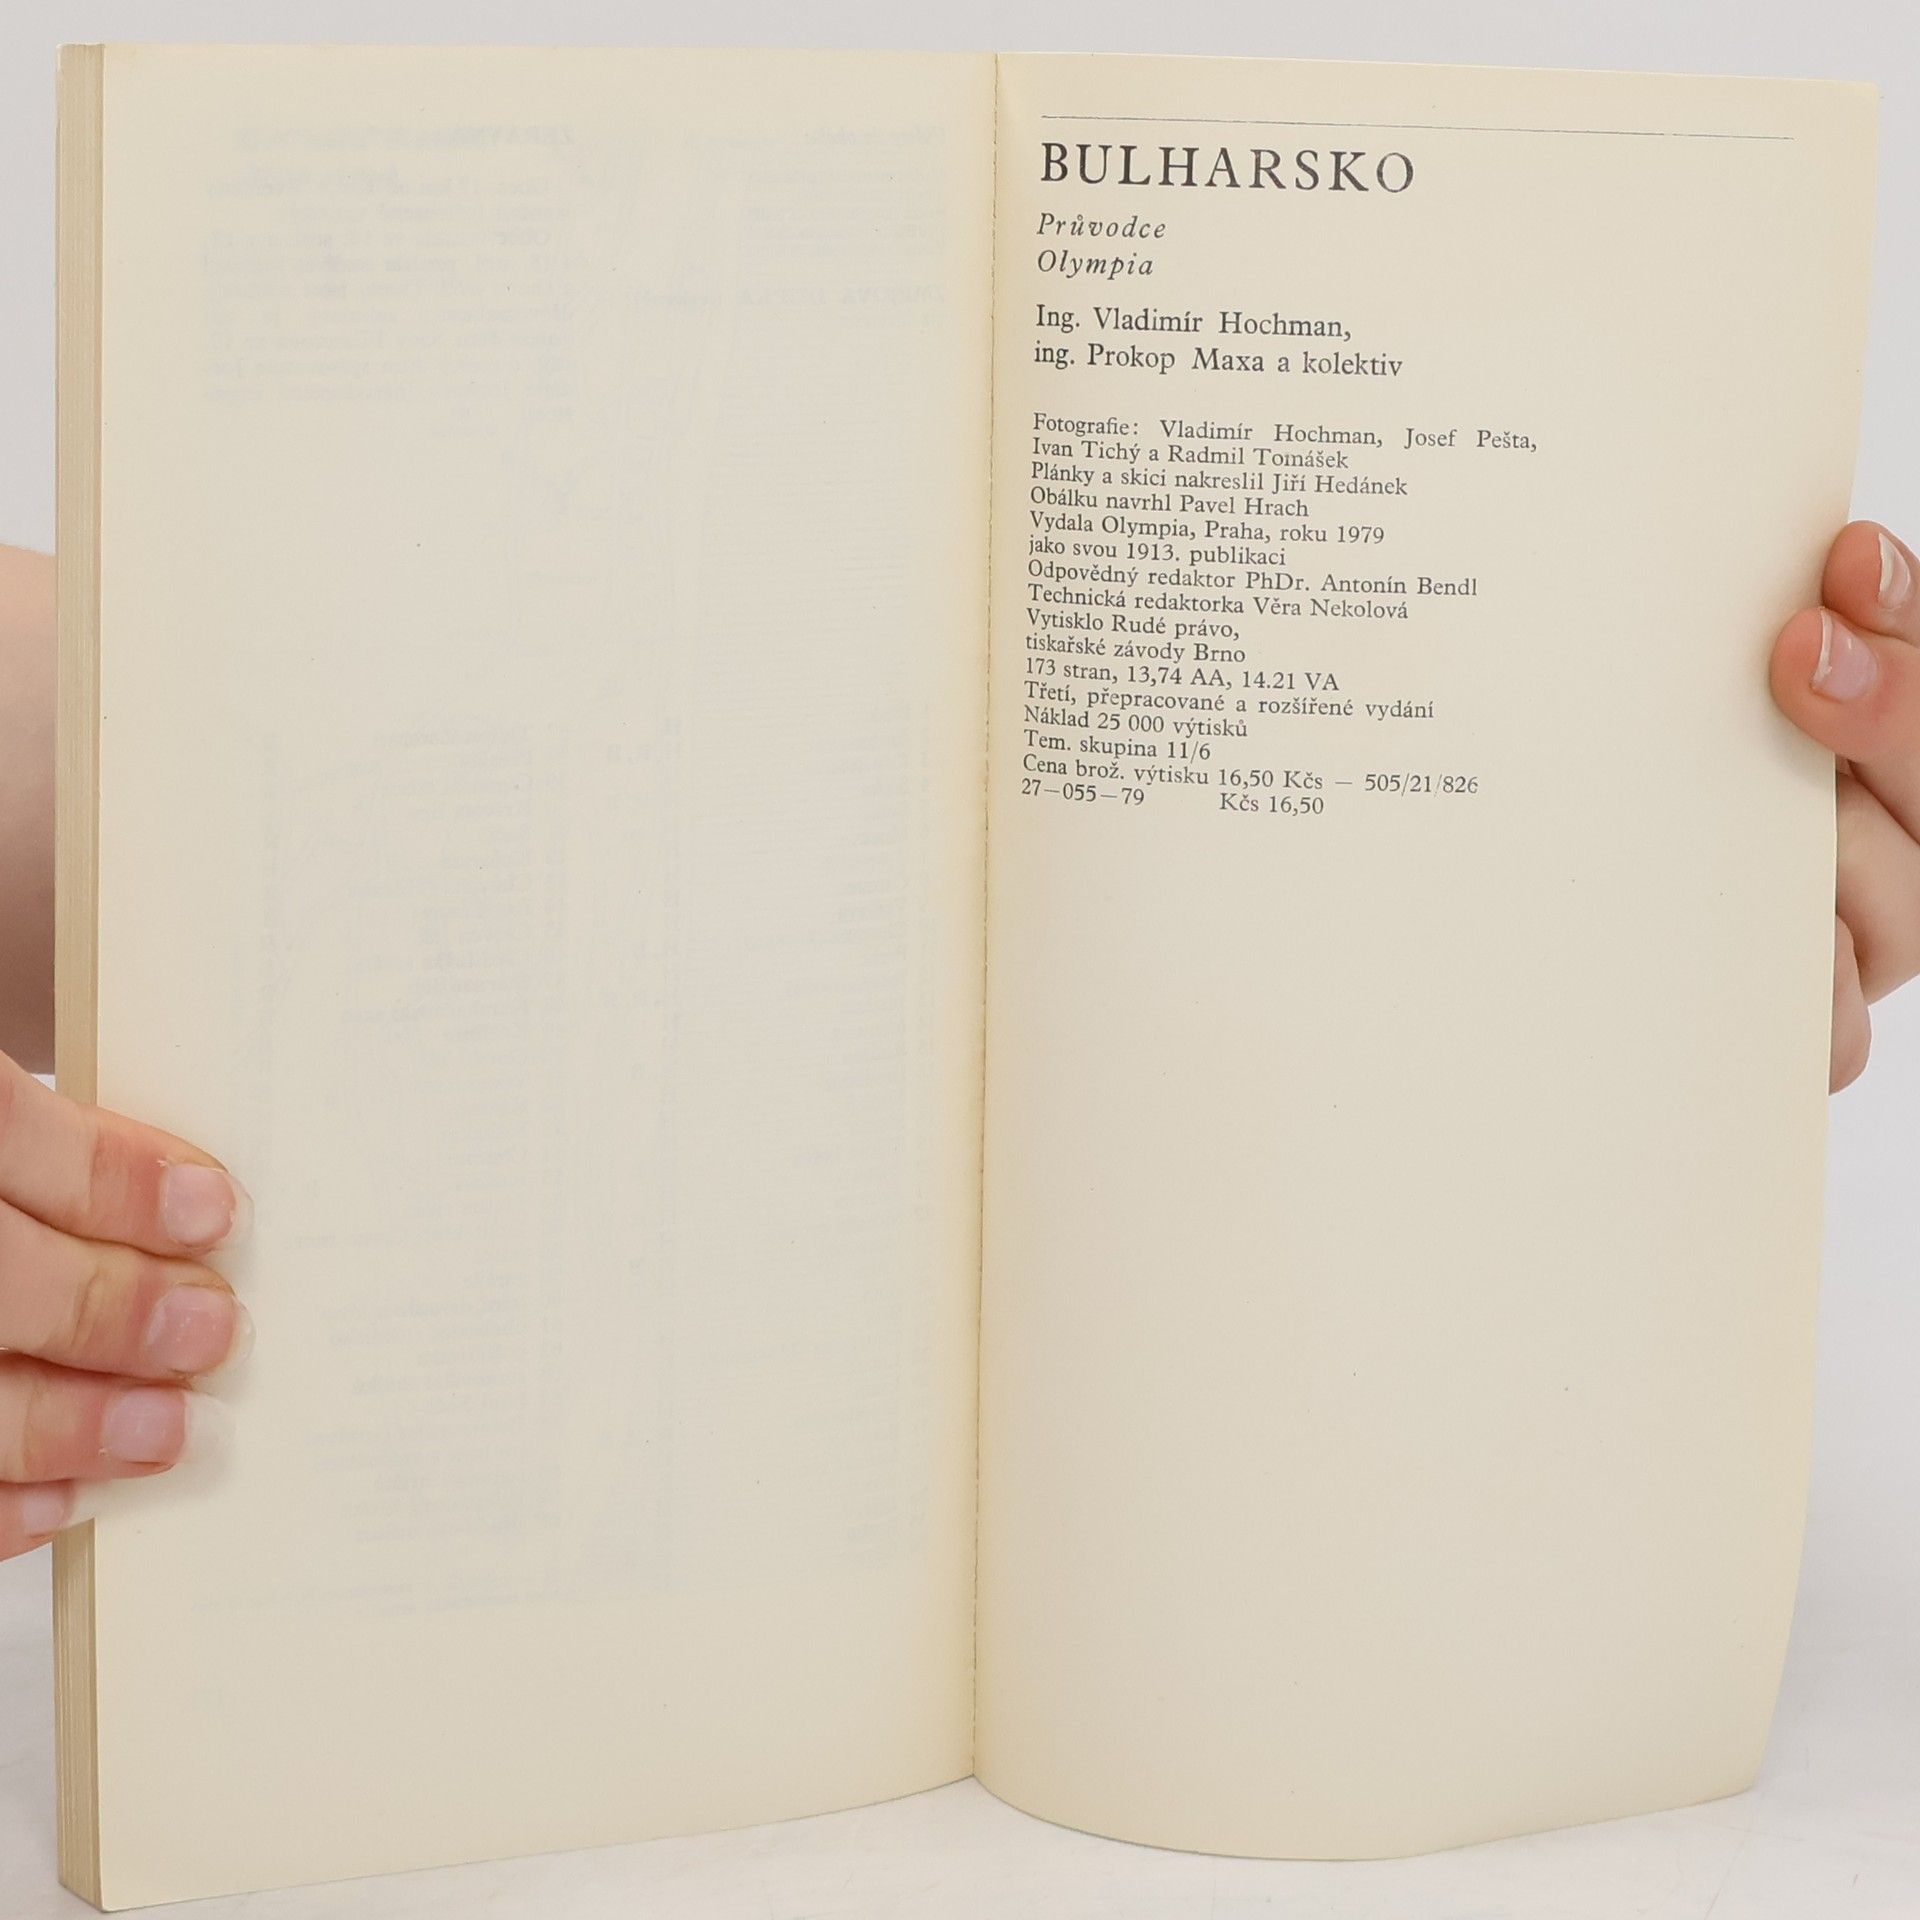 BULHARSKO
Průvodce
Olympia
Ing. Vladimír Hochman,
ing. Prokop Maxa a kolektiv
Fotografie: Vladimír Hochman, Josef Pešta,
Ivan Tichý a Radmil Tomášek
Plánky a skici nakreslil Jiří Hedánek
Obálku navrhl Pavel Hrach
Vydala Olympia, Praha, roku 1979
jako svou 1913. publikaci
Odpovědný redaktor PhDr. Antonín Bendl
Technická redaktorka Věra Nekolová
Vytisklo Rudé právo,
tiskařské závody Brno
173 stran, 13,74 AA, 14.21 VA
Třetí, přepracované a rozšířené vydání
Náklad 25 000 výtisků
Tem. skupina 11/6
Cena brož. výtisku 16,50 Kčs — 505/21/826
27—055—79 Kčs 16,50